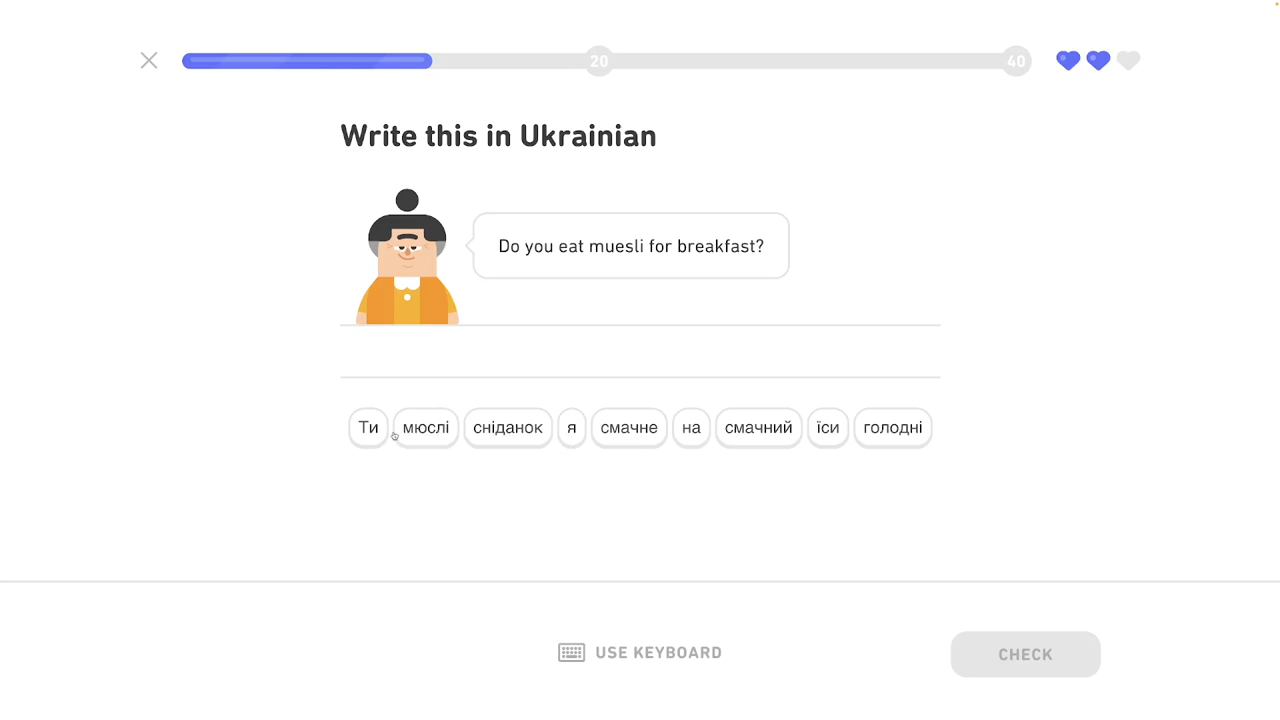 20
40
Write this in Ukrainian
Do you eat muesli for breakfast?
Ти мюслі сніданок я смачне на смачний їси голодні
USE KEYBOARD
CHECK